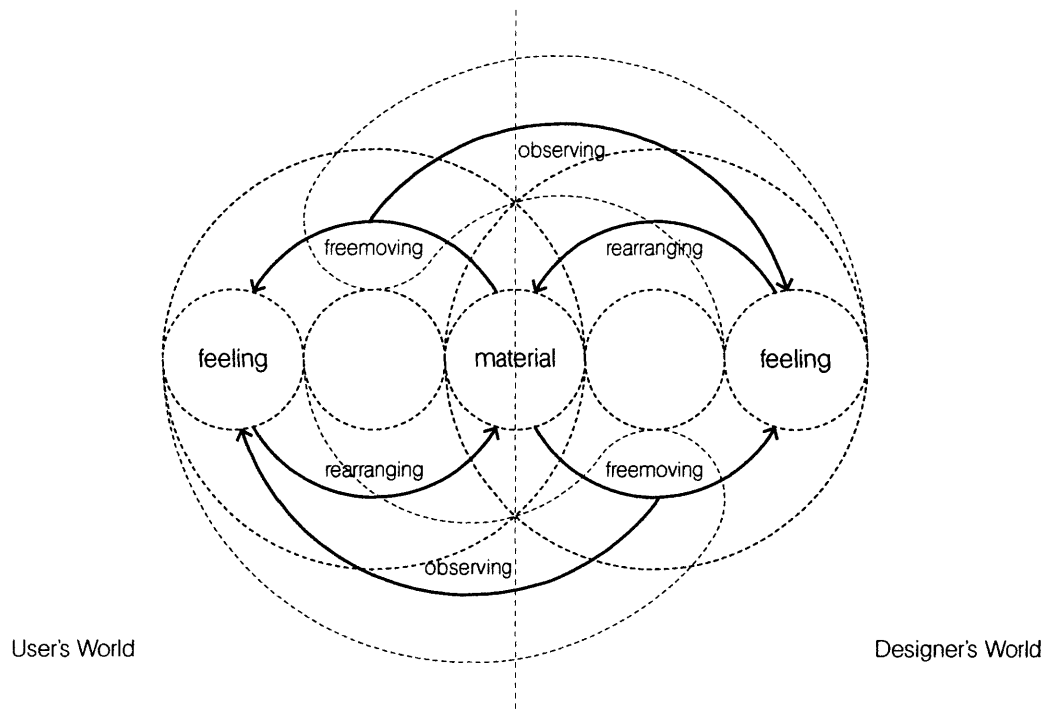 observing
freemoving
rearranging
feeling
material
feeling
rearranging
freemoving
observing
User's World
Designer's World